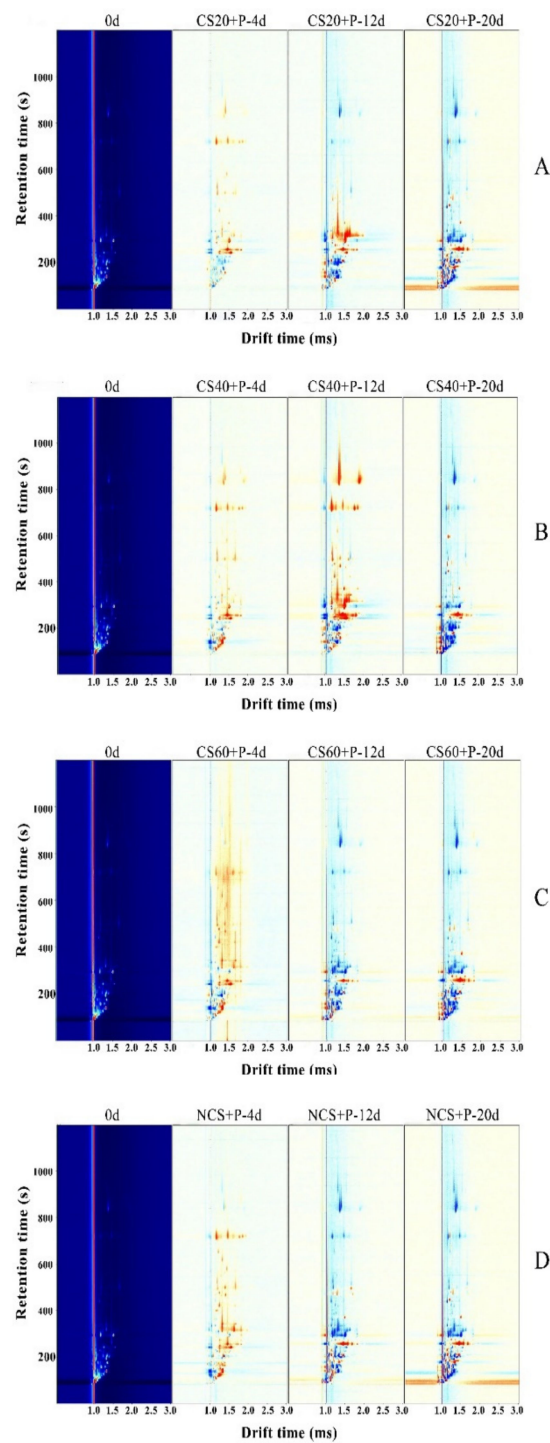 0d CS20+P-4d CS20+P-12d CS20+P-20d
1000
800
600
400
200
Retention time (s)
A
1.0 1.5 2.0 2.5 3.0 1.0 1.5 2.0 2.5 3.0 1.0 1.5 2.0 2.5 3.0 1.0 1.5 2.0 2.5 3.0
Drift time (ms)
0d CS40+P-4d CS40+P-12d CS40+P-20d
1000
800
600
400
200
Retention time (s)
B
1.0 1.5 2.0 2.5 3.0 1.0 1.5 2.0 2.5 3.0 1.0 1.5 2.0 2.5 3.0 1.0 1.5 2.0 2.5 3.0
Drift time (ms)
0d CS60+P-4d CS60+P-12d CS60+P-20d
1000
800
600
400
200
Retention time (s)
C
1.0 1.5 2.0 2.5 3.0 1.0 1.5 2.0 2.5 3.0 1.0 1.5 2.0 2.5 3.0 1.0 1.5 2.0 2.5 3.0
Drift time (ms)
0d NCS+P-4d NCS+P-12d NCS+P-20d
1000
800
600
400
200
Retention time (s)
D
1.0 1.5 2.0 2.5 3.0 1.0 1.5 2.0 2.5 3.0 1.0 1.5 2.0 2.5 3.0 1.0 1.5 2.0 2.5 3.0
Drift time (ms)